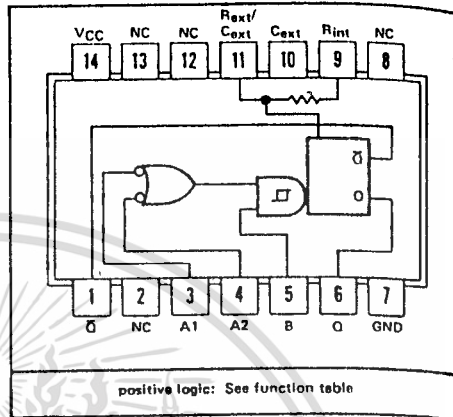 Rext/
VCC NC NC Cext Cext Rint NC
14 13 12 11 10 9 8
Q̅
Q
1 2 3 4 5 6 7
Q̅ NC A1 A2 B Q GND
positive logic: See function table